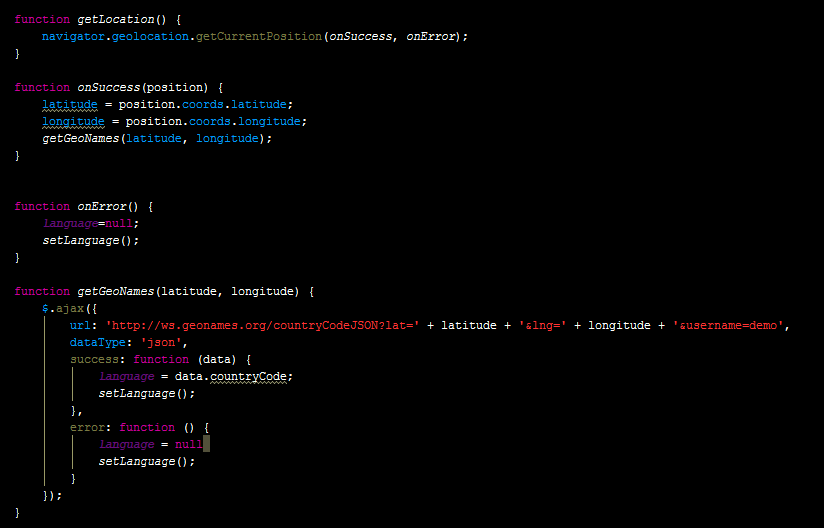 function getLocation() {
navigator.geolocation.getCurrentPosition(onSuccess, onError);
}
function onSuccess(position) {
latitude = position.coords.latitude;
longitude = position.coords.longitude;
getGeoNames(latitude, longitude);
}
function onError() {
language=null;
setLanguage();
}
function getGeoNames(latitude, longitude) {
$.ajax({
url: 'http://ws.geonames.org/countryCodeJSON?lat=' + latitude + '&lng=' + longitude + '&username=demo',
dataType: 'json',
success: function (data) {
language = data.countryCode;
setLanguage();
},
error: function () {
language = null
setLanguage();
}
});
}